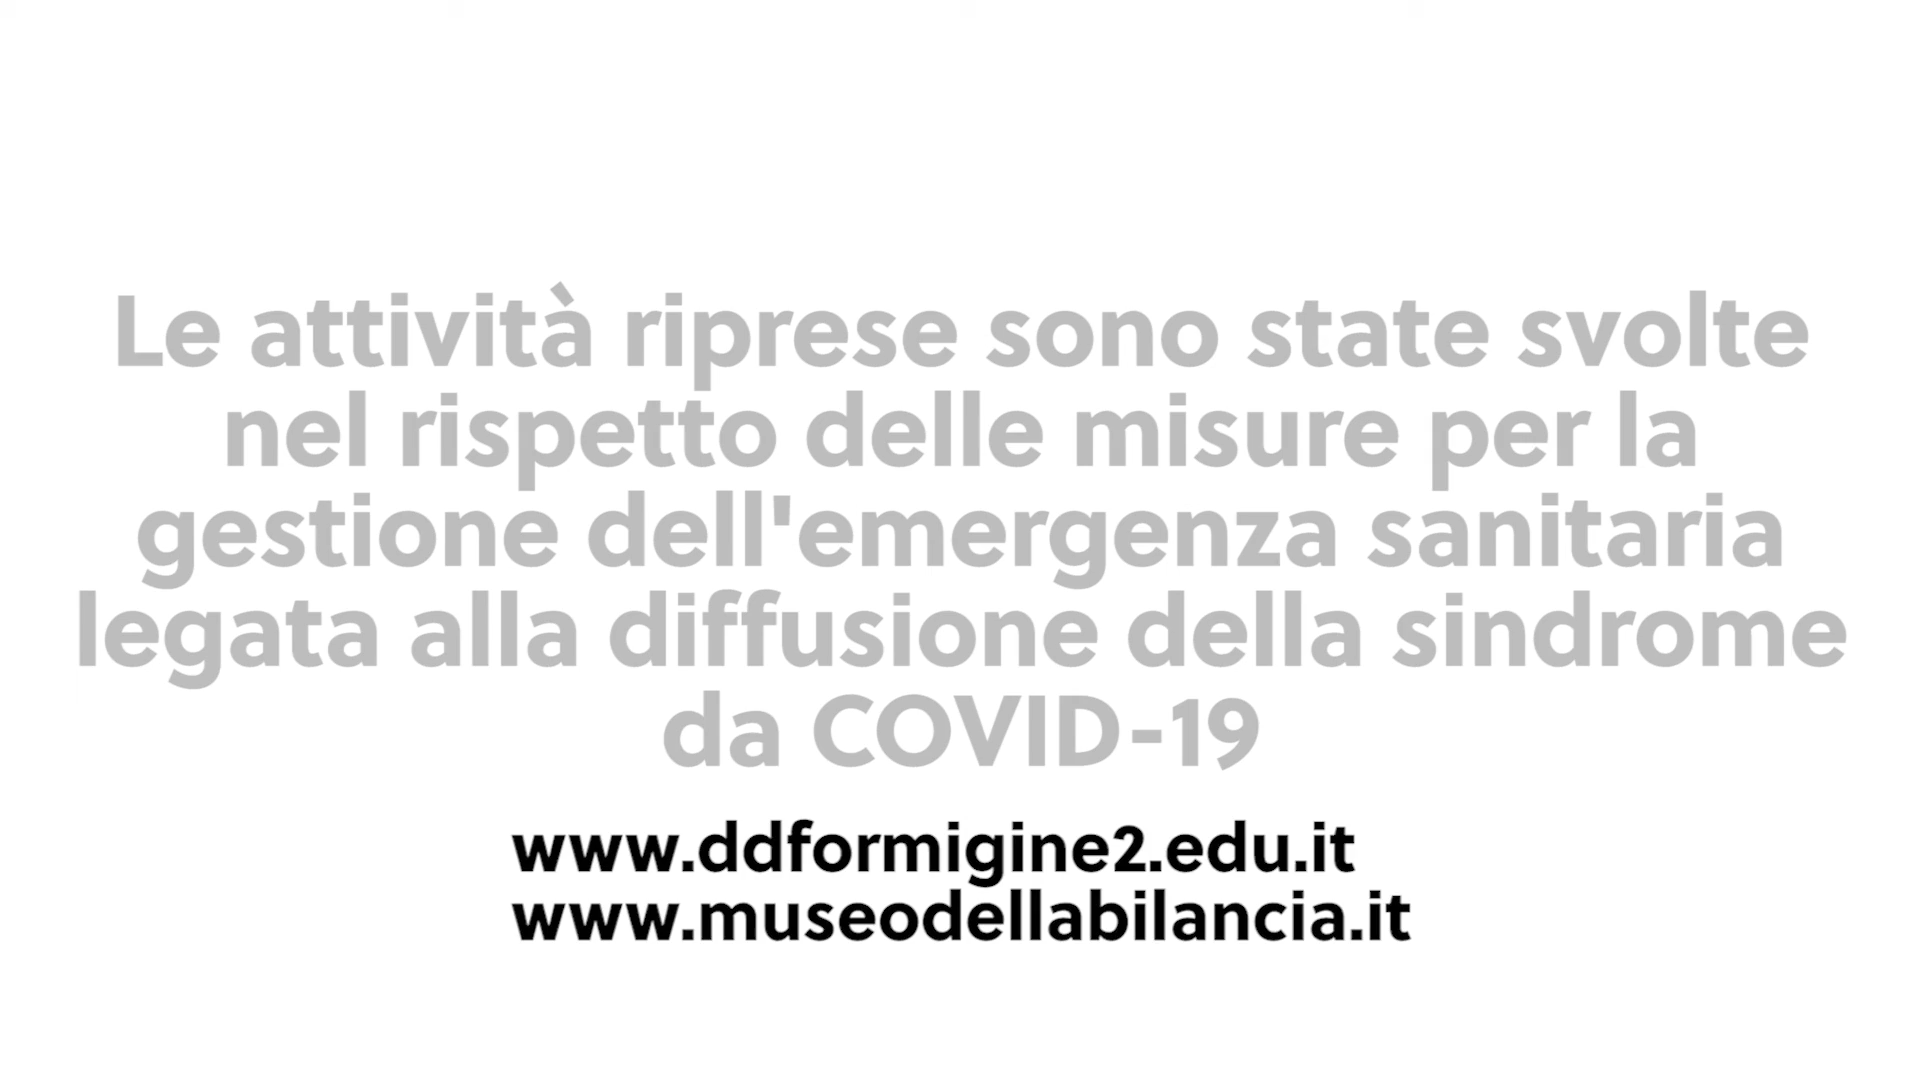 Le attività riprese sono state svolte
nel rispetto delle misure per la
gestione dell'emergenza sanitaria
legata alla diffusione della sindrome
da COVID-19
www.ddformigine2.edu.it
www.museodellabilancia.it